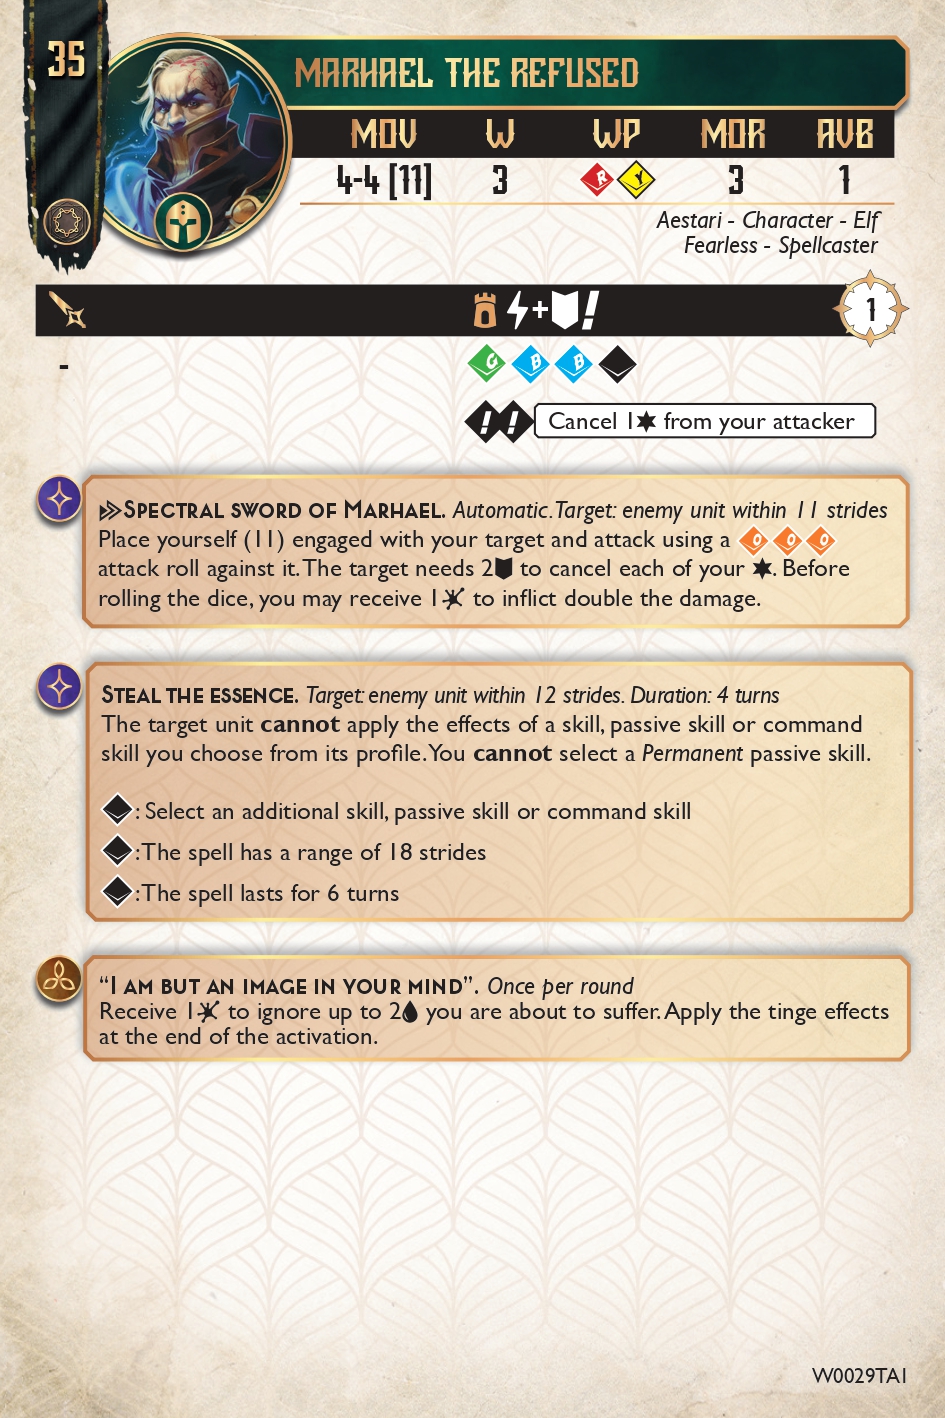 35
MARHAEL THE REFUSED
MOV W WP MOR AVB
4-4 [11] 3 R Y 3 1
Aestari - Character - Elf
Fearless - Spellcaster
+ ! 1
- G B B
! ! Cancel 1 from your attacker
SPECTRAL SWORD OF MARHAEL. Automatic. Target: enemy unit within 11 strides
Place yourself (11) engaged with your target and attack using a O O O
attack roll against it. The target needs 2 to cancel each of your . Before
rolling the dice, you may receive 1 to inflict double the damage.
STEAL THE ESSENCE. Target: enemy unit within 12 strides. Duration: 4 turns
The target unit cannot apply the effects of a skill, passive skill or command
skill you choose from its profile. You cannot select a Permanent passive skill.
: Select an additional skill, passive skill or command skill
: The spell has a range of 18 strides
: The spell lasts for 6 turns
“I AM BUT AN IMAGE IN YOUR MIND”. Once per round
Receive 1 to ignore up to 2 you are about to suffer. Apply the tinge effects
at the end of the activation.
W0029TA1